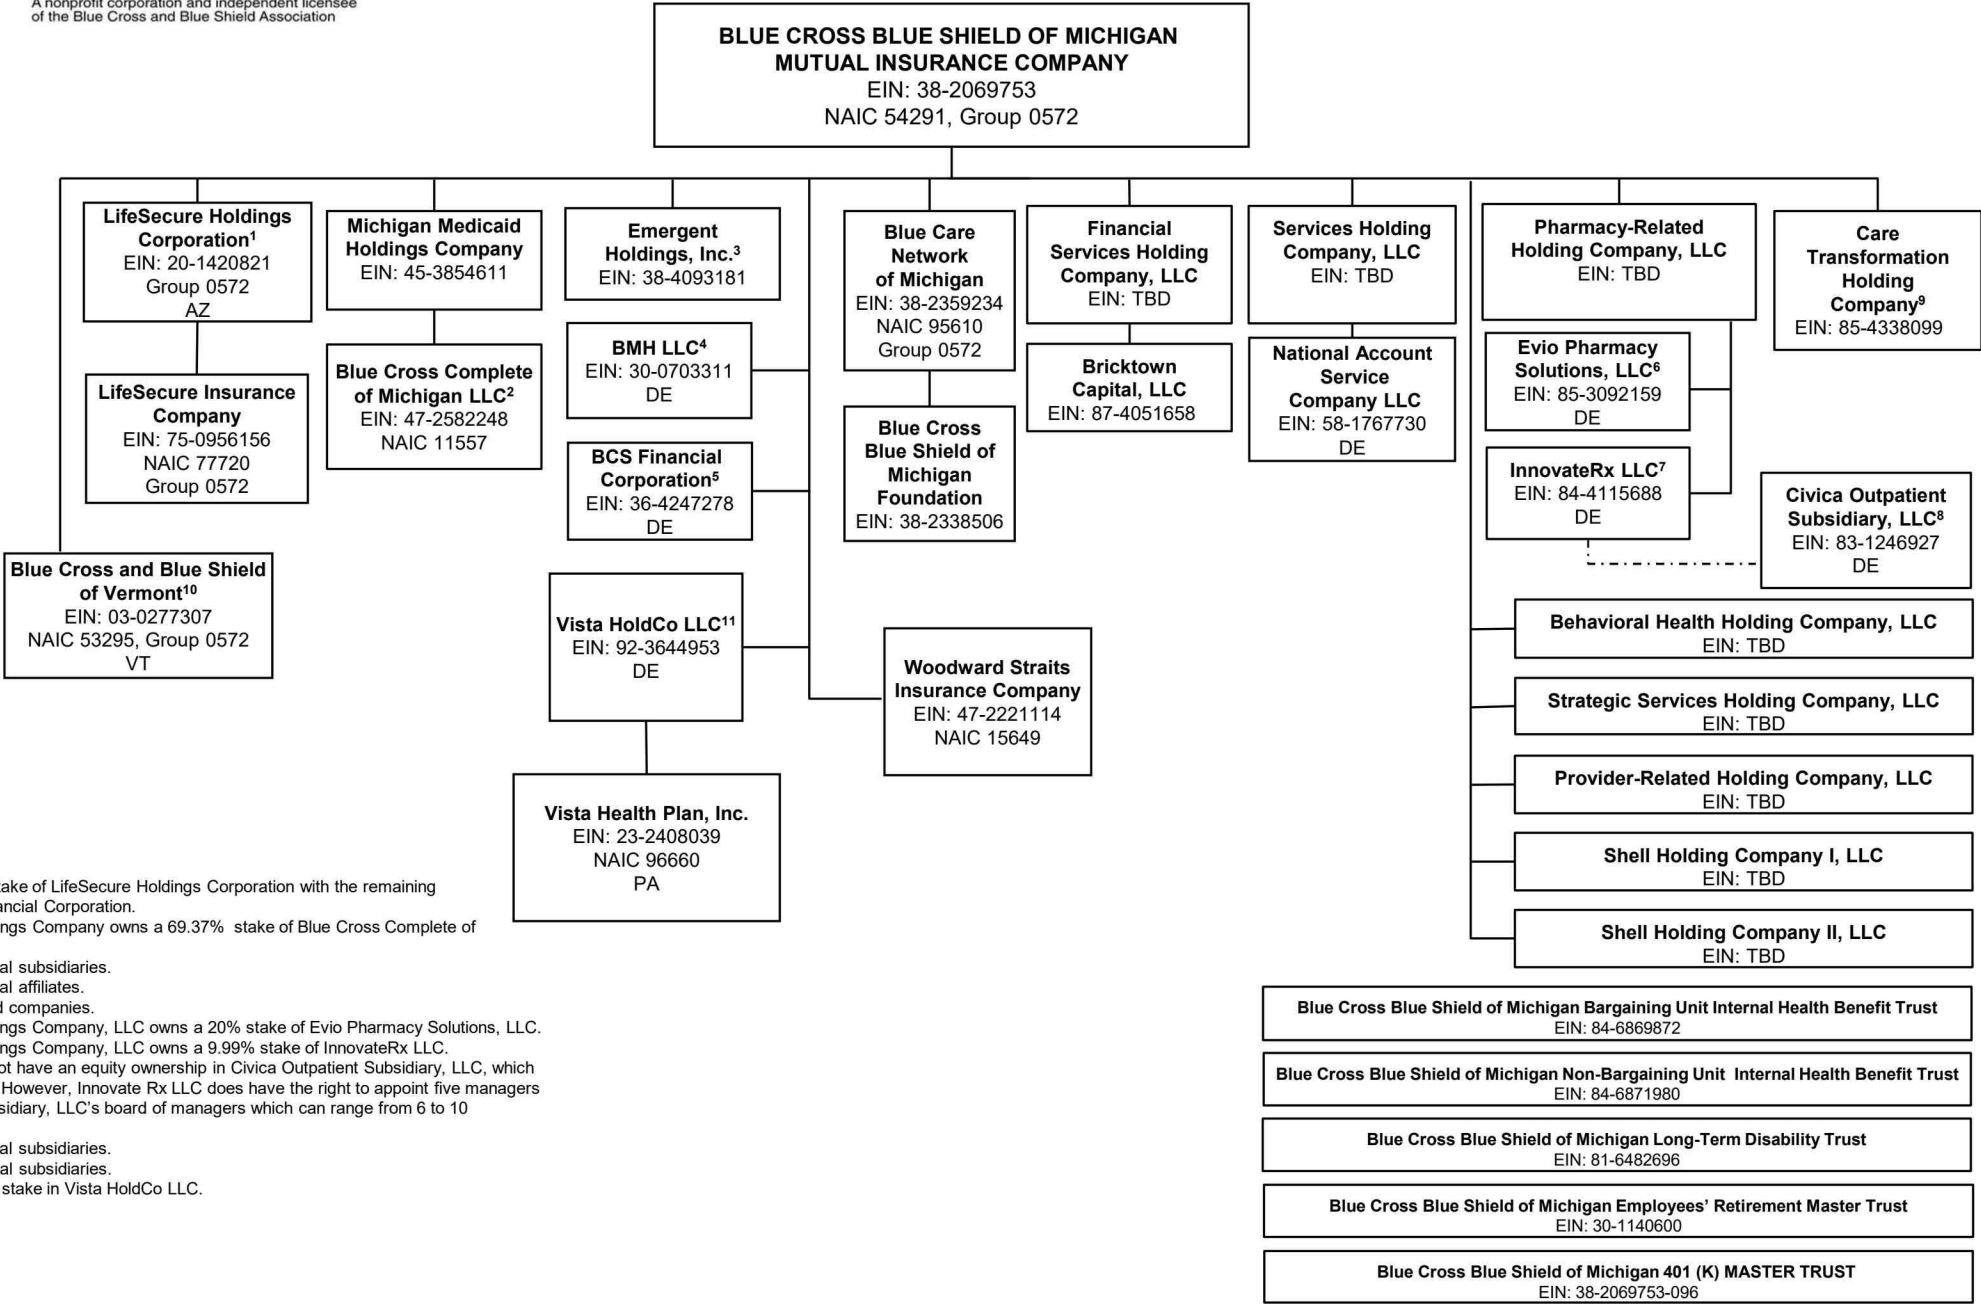 A nonprofit corporation and independent licensee
of the Blue Cross and Blue Shield Association
BLUE CROSS BLUE SHIELD OF MICHIGAN
MUTUAL INSURANCE COMPANY
EIN: 38-2069753
NAIC 54291, Group 0572
LifeSecure Holdings
Corporation¹
EIN: 20-1420821
Group 0572
AZ
Michigan Medicaid
Holdings Company
EIN: 45-3854611
Emergent
Holdings, Inc.³
EIN: 38-4093181
Blue Care
Network
of Michigan
EIN: 38-2359234
NAIC 95610
Group 0572
Financial
Services Holding
Company, LLC
EIN: TBD
Services Holding
Company, LLC
EIN: TBD
Pharmacy-Related
Holding Company, LLC
EIN: TBD
Care
Transformation
Holding
Company⁹
EIN: 85-4338099
LifeSecure Insurance
Company
EIN: 75-0956156
NAIC 77720
Group 0572
Blue Cross Complete
of Michigan LLC²
EIN: 47-2582248
NAIC 11557
BMH LLC⁴
EIN: 30-0703311
DE
BCS Financial
Corporation⁵
EIN: 36-4247278
DE
Blue Cross
Blue Shield of
Michigan
Foundation
EIN: 38-2338506
Bricktown
Capital, LLC
EIN: 87-4051658
National Account
Service
Company LLC
EIN: 58-1767730
DE
Evio Pharmacy
Solutions, LLC⁶
EIN: 85-3092159
DE
InnovateRx LLC⁷
EIN: 84-4115688
DE
Civica Outpatient
Subsidiary, LLC⁸
EIN: 83-1246927
DE
Blue Cross and Blue Shield
of Vermont¹⁰
EIN: 03-0277307
NAIC 53295, Group 0572
VT
Vista HoldCo LLC¹¹
EIN: 92-3644953
DE
Woodward Straits
Insurance Company
EIN: 47-2221114
NAIC 15649
Vista Health Plan, Inc.
EIN: 23-2408039
NAIC 96660
PA
Behavioral Health Holding Company, LLC
EIN: TBD
Strategic Services Holding Company, LLC
EIN: TBD
Provider-Related Holding Company, LLC
EIN: TBD
Shell Holding Company I, LLC
EIN: TBD
Shell Holding Company II, LLC
EIN: TBD
Blue Cross Blue Shield of Michigan Bargaining Unit Internal Health Benefit Trust
EIN: 84-6869872
Blue Cross Blue Shield of Michigan Non-Bargaining Unit Internal Health Benefit Trust
EIN: 84-6871980
Blue Cross Blue Shield of Michigan Long-Term Disability Trust
EIN: 81-6482696
Blue Cross Blue Shield of Michigan Employees’ Retirement Master Trust
EIN: 30-1140600
Blue Cross Blue Shield of Michigan 401 (K) MASTER TRUST
EIN: 38-2069753-096
of LifeSecure Holdings Corporation with the remaining
Corporation.
Company owns a 69.37% stake of Blue Cross Complete of
subsidiaries.
affiliates.
companies.
Company, LLC owns a 20% stake of Evio Pharmacy Solutions, LLC.
Company, LLC owns a 9.99% stake of InnovateRx LLC.
have an equity ownership in Civica Outpatient Subsidiary, LLC, which
However, Innovate Rx LLC does have the right to appoint five managers
LLC’s board of managers which can range from 6 to 10
subsidiaries.
subsidiaries.
stake in Vista HoldCo LLC.